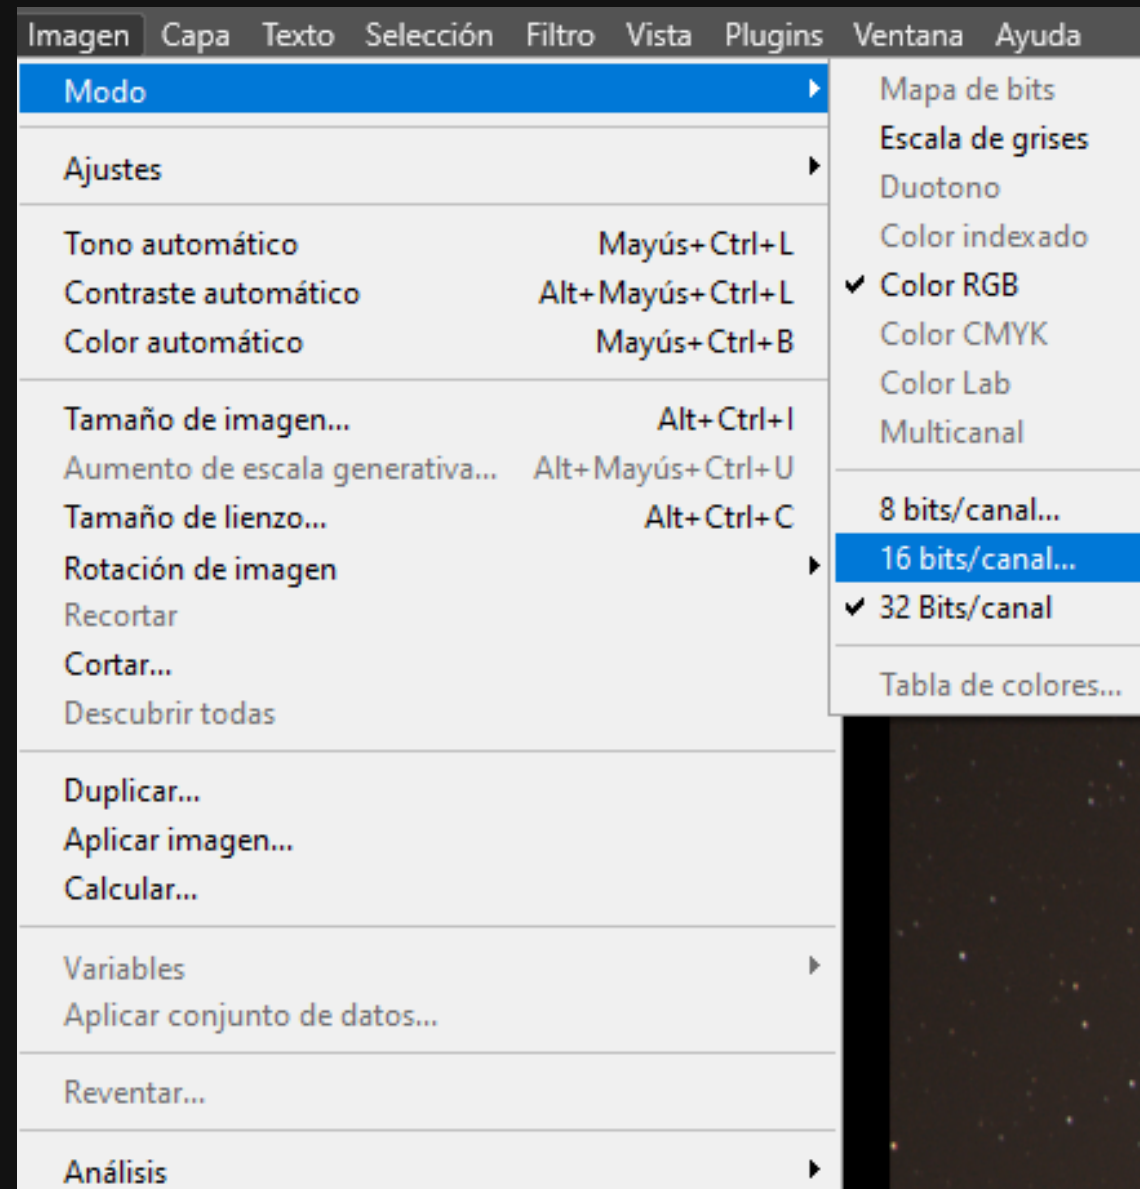 Imagen Capa Texto Selección Filtro Vista Plugins Ventana Ayuda
Modo
Ajustes
Tono automático Mayús+Ctrl+L
Contraste automático Alt+Mayús+Ctrl+L
Color automático Mayús+Ctrl+B
Tamaño de imagen... Alt+Ctrl+I
Aumento de escala generativa... Alt+Mayús+Ctrl+U
Tamaño de lienzo... Alt+Ctrl+C
Rotación de imagen
Recortar
Cortar...
Descubrir todas
Duplicar...
Aplicar imagen...
Calcular...
Variables
Aplicar conjunto de datos...
Reventar...
Análisis
Mapa de bits
Escala de grises
Duotono
Color indexado
Color RGB
Color CMYK
Color Lab
Multicanal
8 bits/canal...
16 bits/canal...
32 Bits/canal
Tabla de colores...